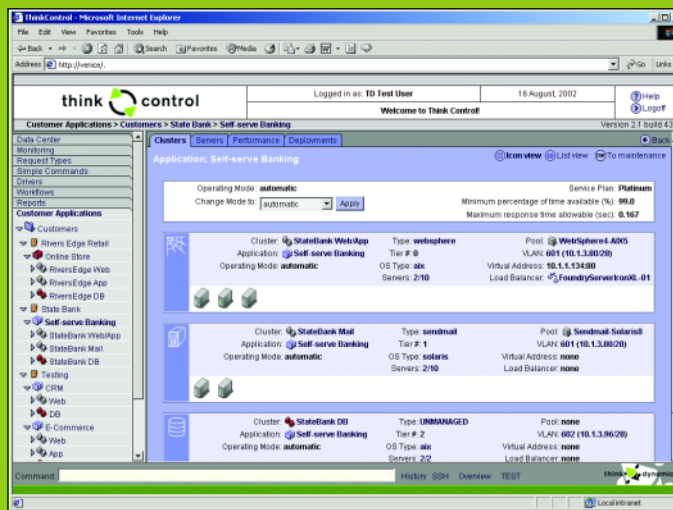 ThinkControl - Microsoft Internet Explorer
File Edit View Favorites Tools Help
Back Search Favorites Media
Address http://venice/. Go Links
think control
Logged in as: TD Test User
16 August, 2002
Welcome to Think Control!
Help
Logoff
Customer Applications > Customers > State Bank > Self-serve Banking
Version 2.1 build 43
Data Center
Monitoring
Request Types
Simple Commands
Drivers
Workflows
Reports
Customer Applications
Customers
Rivers Edge Retail
Online Store
RiversEdge Web
RiversEdge App
RiversEdge DB
State Bank
Self-serve Banking
StateBank Web/App
StateBank Mail
StateBank DB
Testing
CRM
Web
DB
E-Commerce
Web
App
Clusters Servers Performance Deployments
Back
Application: Self-serve Banking
Icon view List view To maintenance
Operating Mode: automatic
Service Plan: Platinum
Change Mode to: automatic Apply
Minimum percentage of time available (%): 99.0
Maximum response time allowable (sec): 0.167
Cluster: StateBank Web/App Type: websphere Pool: WebSphere4-AIX5
Application: Self-serve Banking Tier #: 0 VLAN: 601 (10.1.3.80/28)
Operating Mode: automatic OS Type: aix Virtual Address: 10.1.1.134:80
Servers: 2/10 Load Balancer: FoundryServerIronXL-01
Cluster: StateBank Mail Type: sendmail Pool: Sendmail-Solaris8
Application: Self-serve Banking Tier #: 1 VLAN: 601 (10.1.3.80/28)
Operating Mode: automatic OS Type: solaris Virtual Address: none
Servers: 2/10 Load Balancer: none
Cluster: StateBank DB Type: UNMANAGED Pool: none
Application: Self-serve Banking Tier #: 2 VLAN: 602 (10.1.3.96/28)
Operating Mode: automatic OS Type: aix Virtual Address: none
Servers: 2/2 Load Balancer: none
Command: History SSH Overview TEST
think dynamic
Local intranet